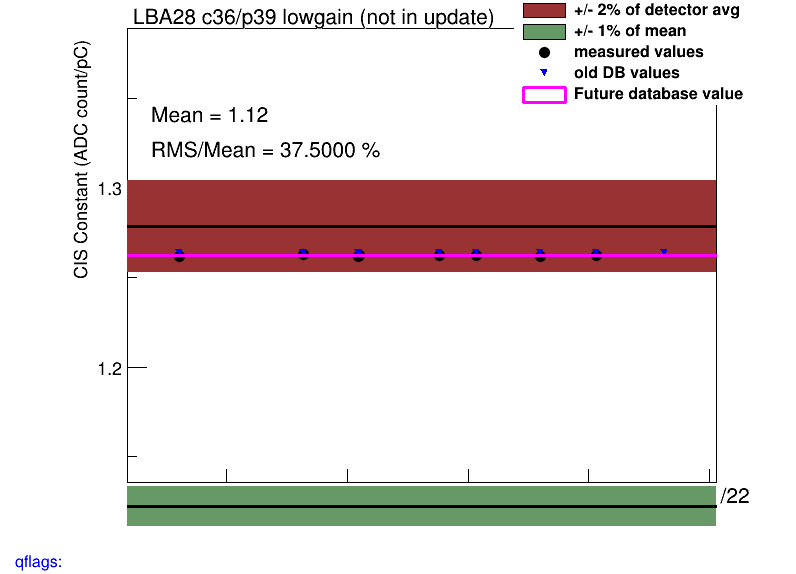 LBA28 c36/p39 lowgain (not in update)
+/- 2% of detector avg
+/- 1% of mean
measured values
old DB values
Future database value
Mean = 1.12
RMS/Mean = 37.5000 %
CIS Constant (ADC count/pC)
1.3
1.2
/22
qflags: